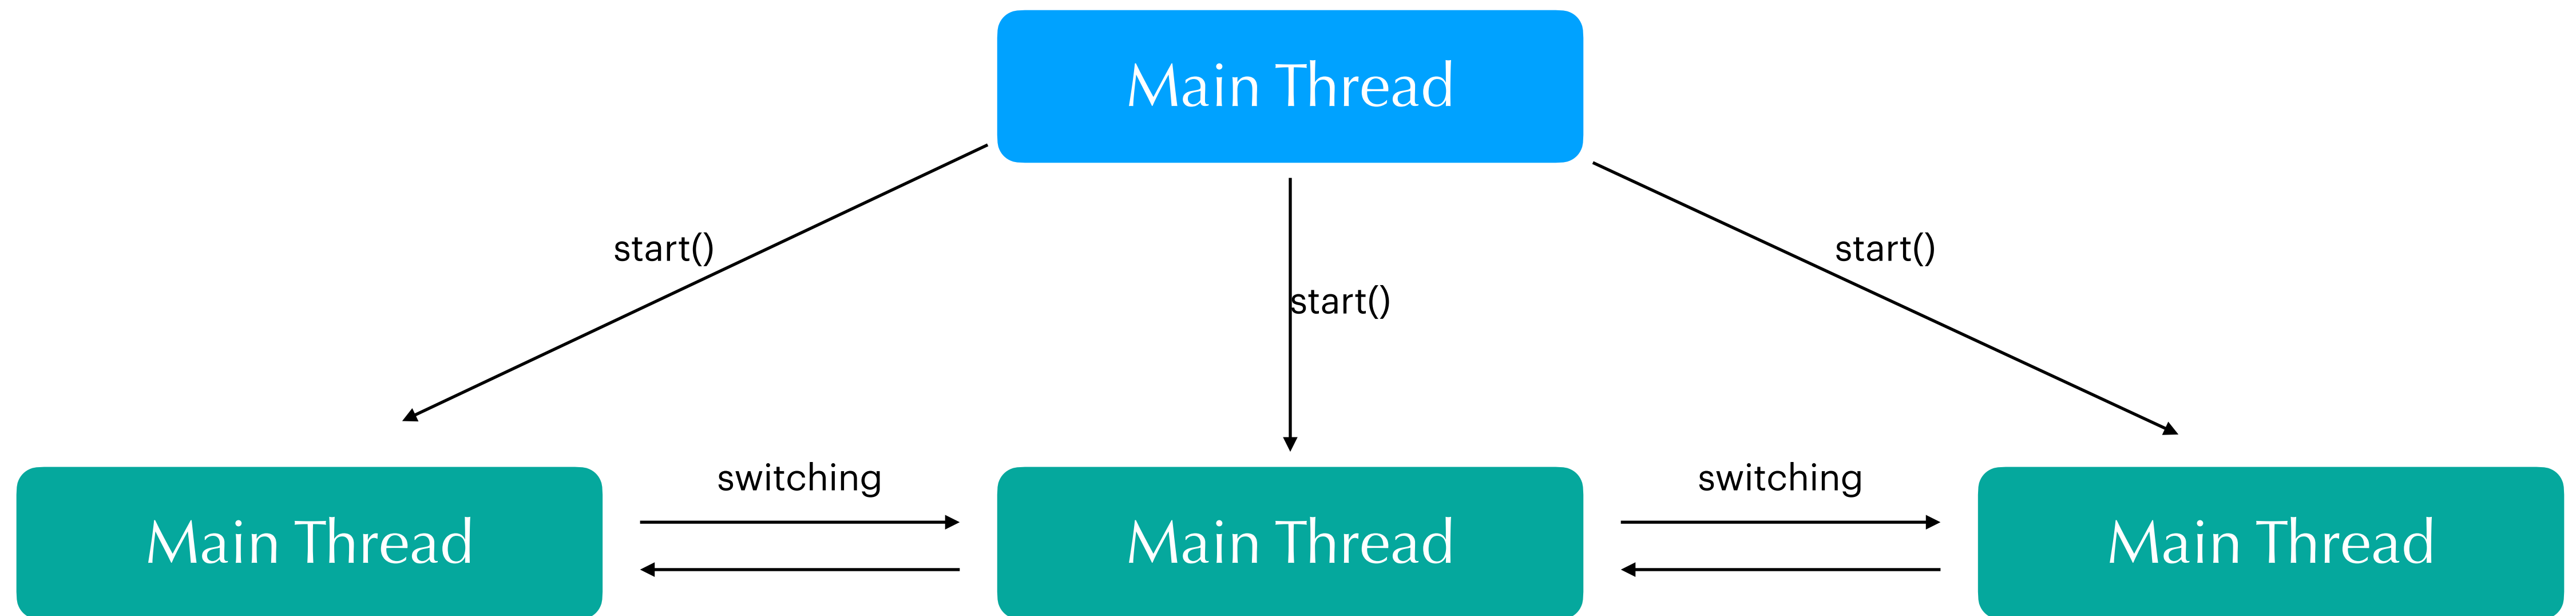 Main Thread
start()
start()
start()
switching
switching
Main Thread
Main Thread
Main Thread